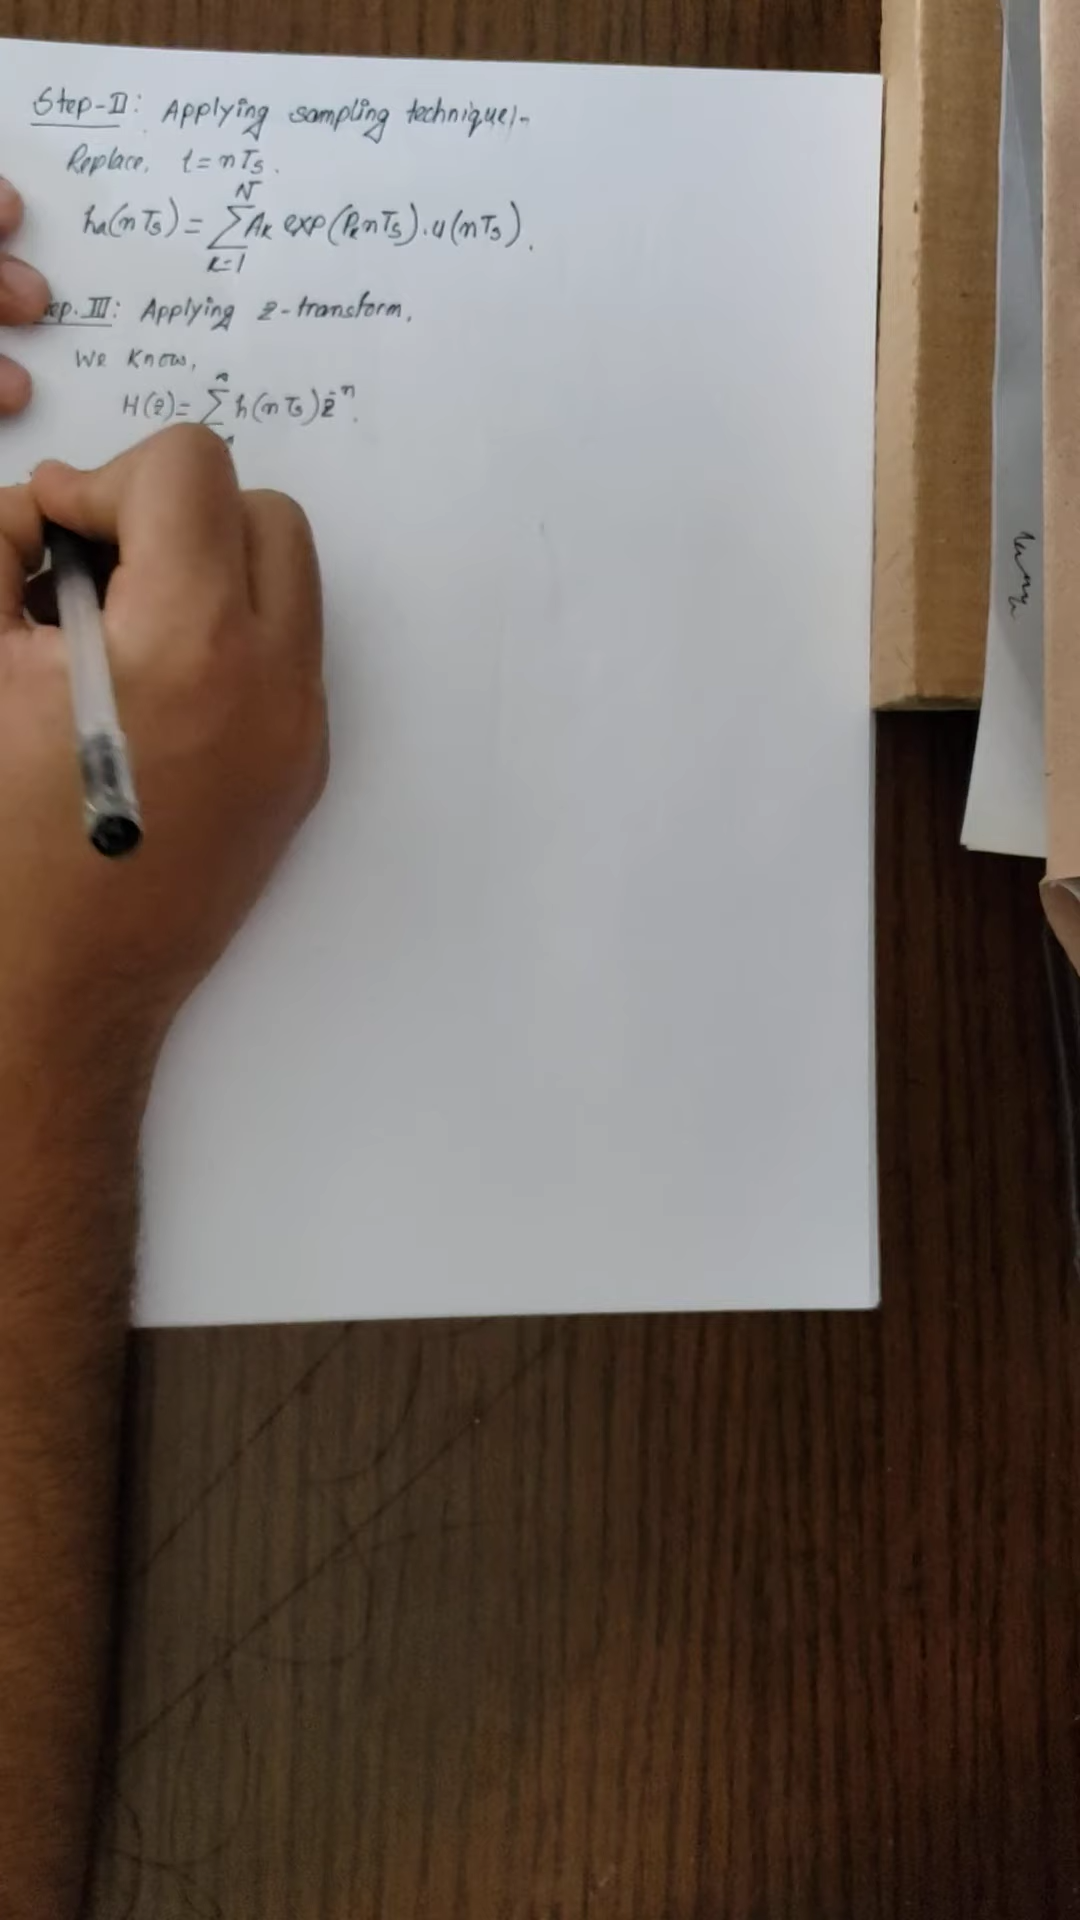 Step-II: Applying sampling technique:-
Replace, t = nTs.
ha(nTs) = N∑k=1 Ak exp(PknTs).u(nTs).
ep.III: Applying z-transform,
We know,
H(z) = ∑ h(nTs) z^-n.